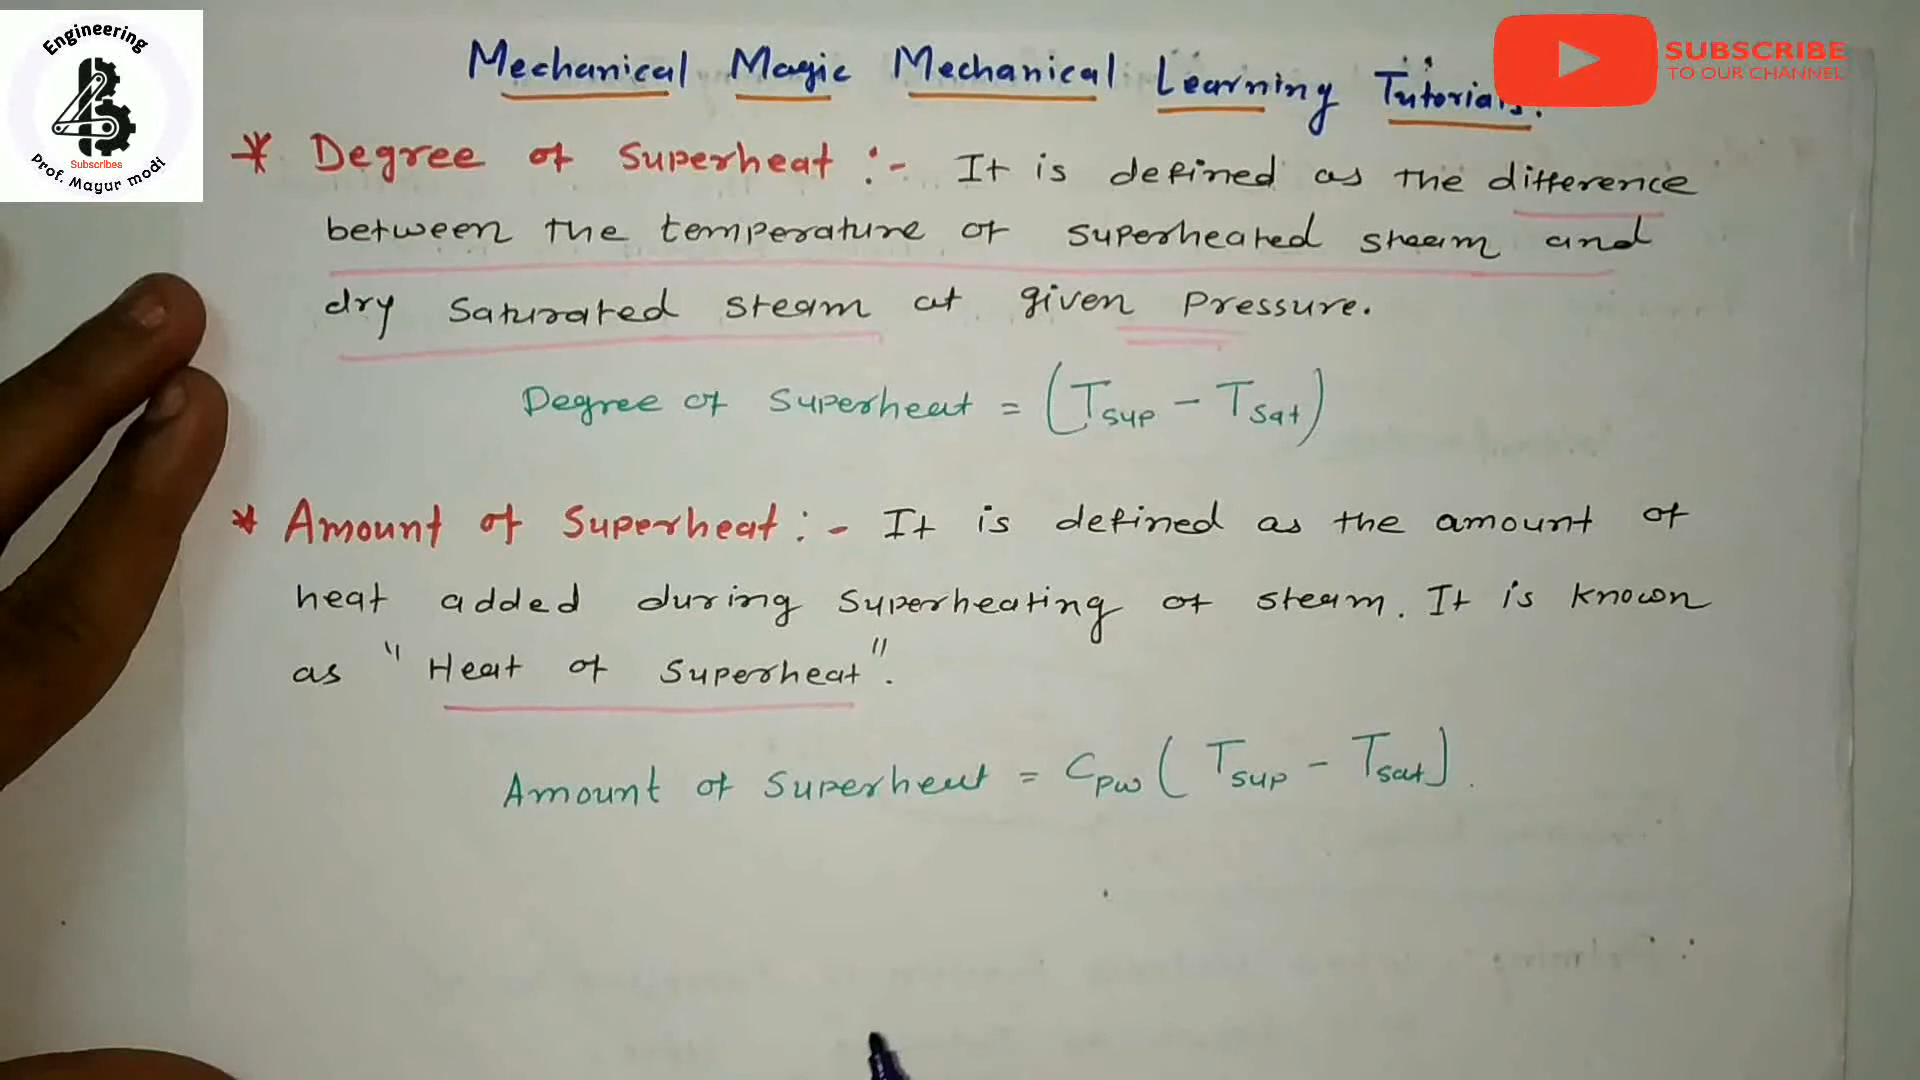 Engineering
Subscribes
Prof. Mayur modi
SUBSCRIBE
TO OUR CHANNEL
Mechanical Magic Mechanical Learning Tutorials.
* Degree of Superheat :- It is defined as the difference
between the temperature of superheated steam and
dry saturated steam at given pressure.
Degree of Superheat = (Tsup - Tsat)
* Amount of Superheat :- It is defined as the amount of
heat added during superheating of steam. It is known
as "Heat of Superheat".
Amount of Superheat = Cpw (Tsup - Tsat).